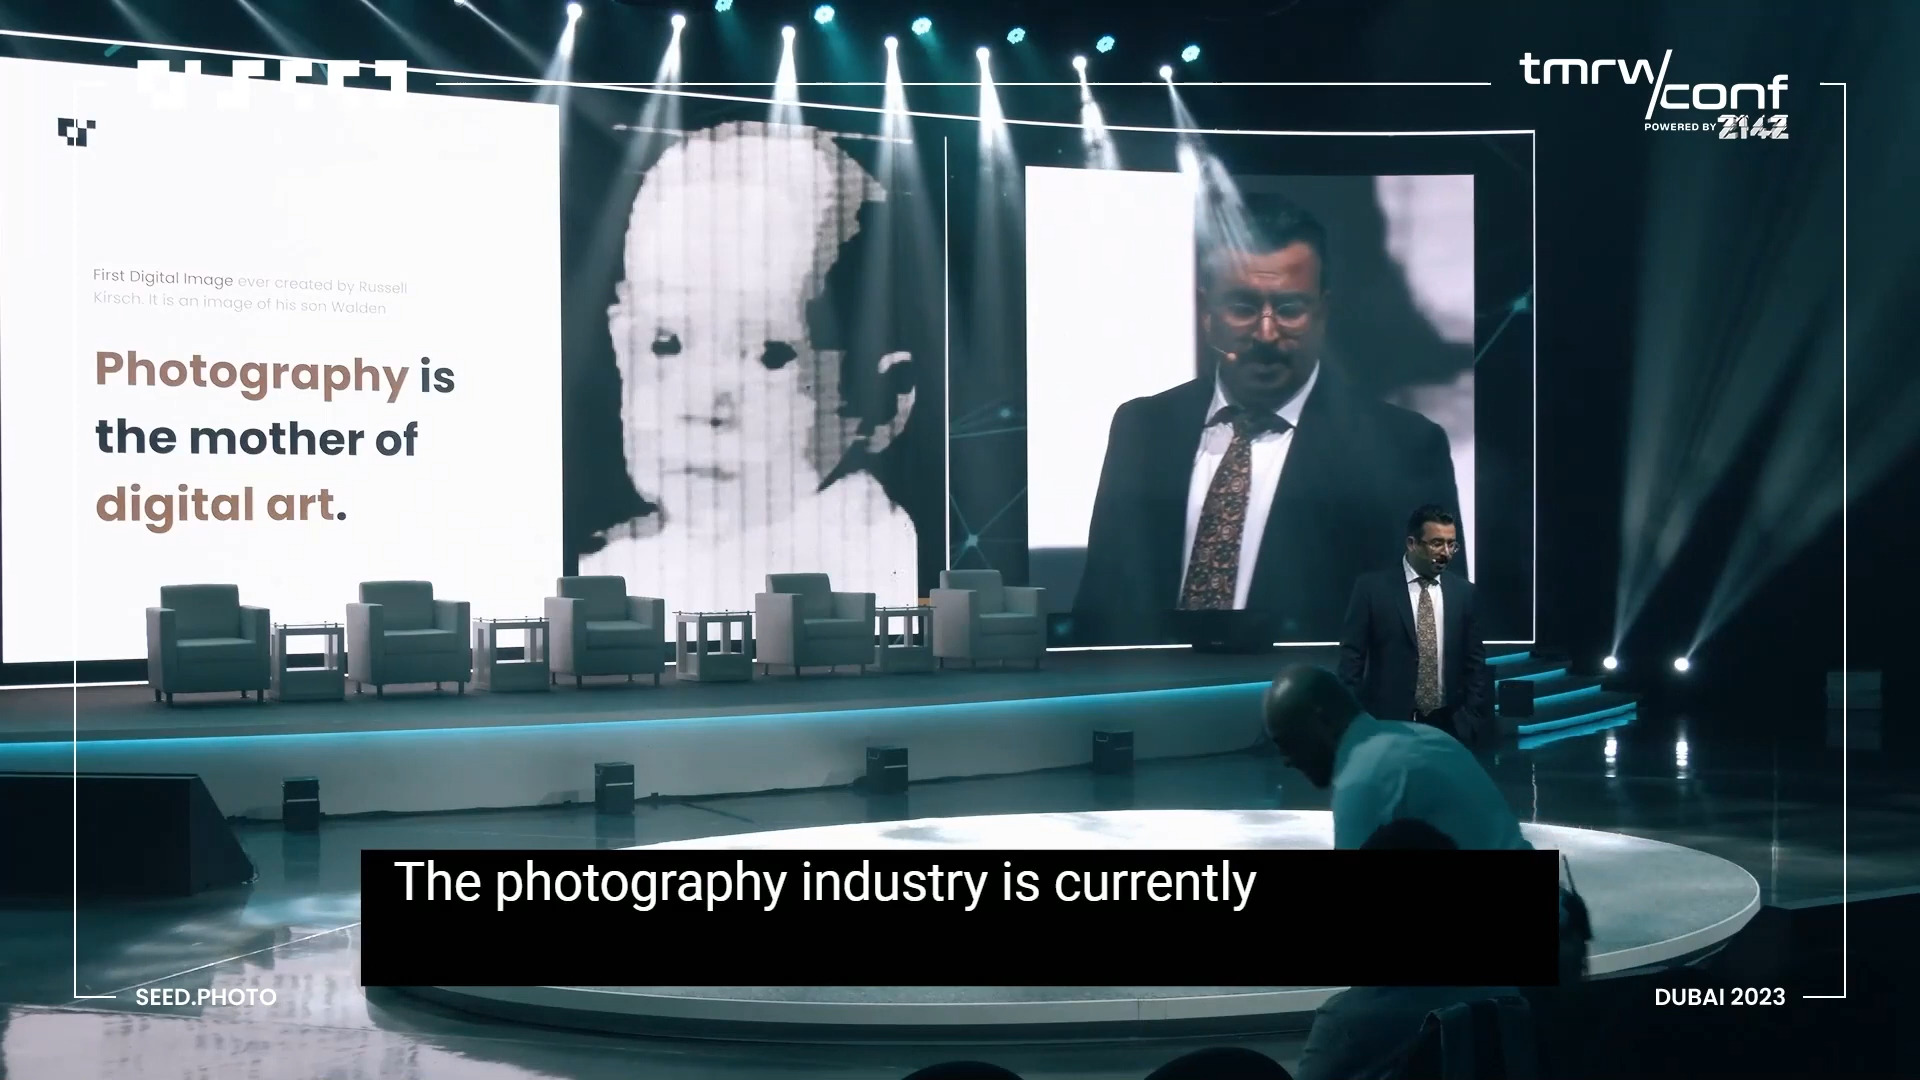 tmrw/conf
POWERED BY 2142
First Digital Image ever created by Russell
Kirsch. It is an image of his son Walden
Photography is
the mother of
digital art.
The photography industry is currently
SEED.PHOTO
DUBAI 2023